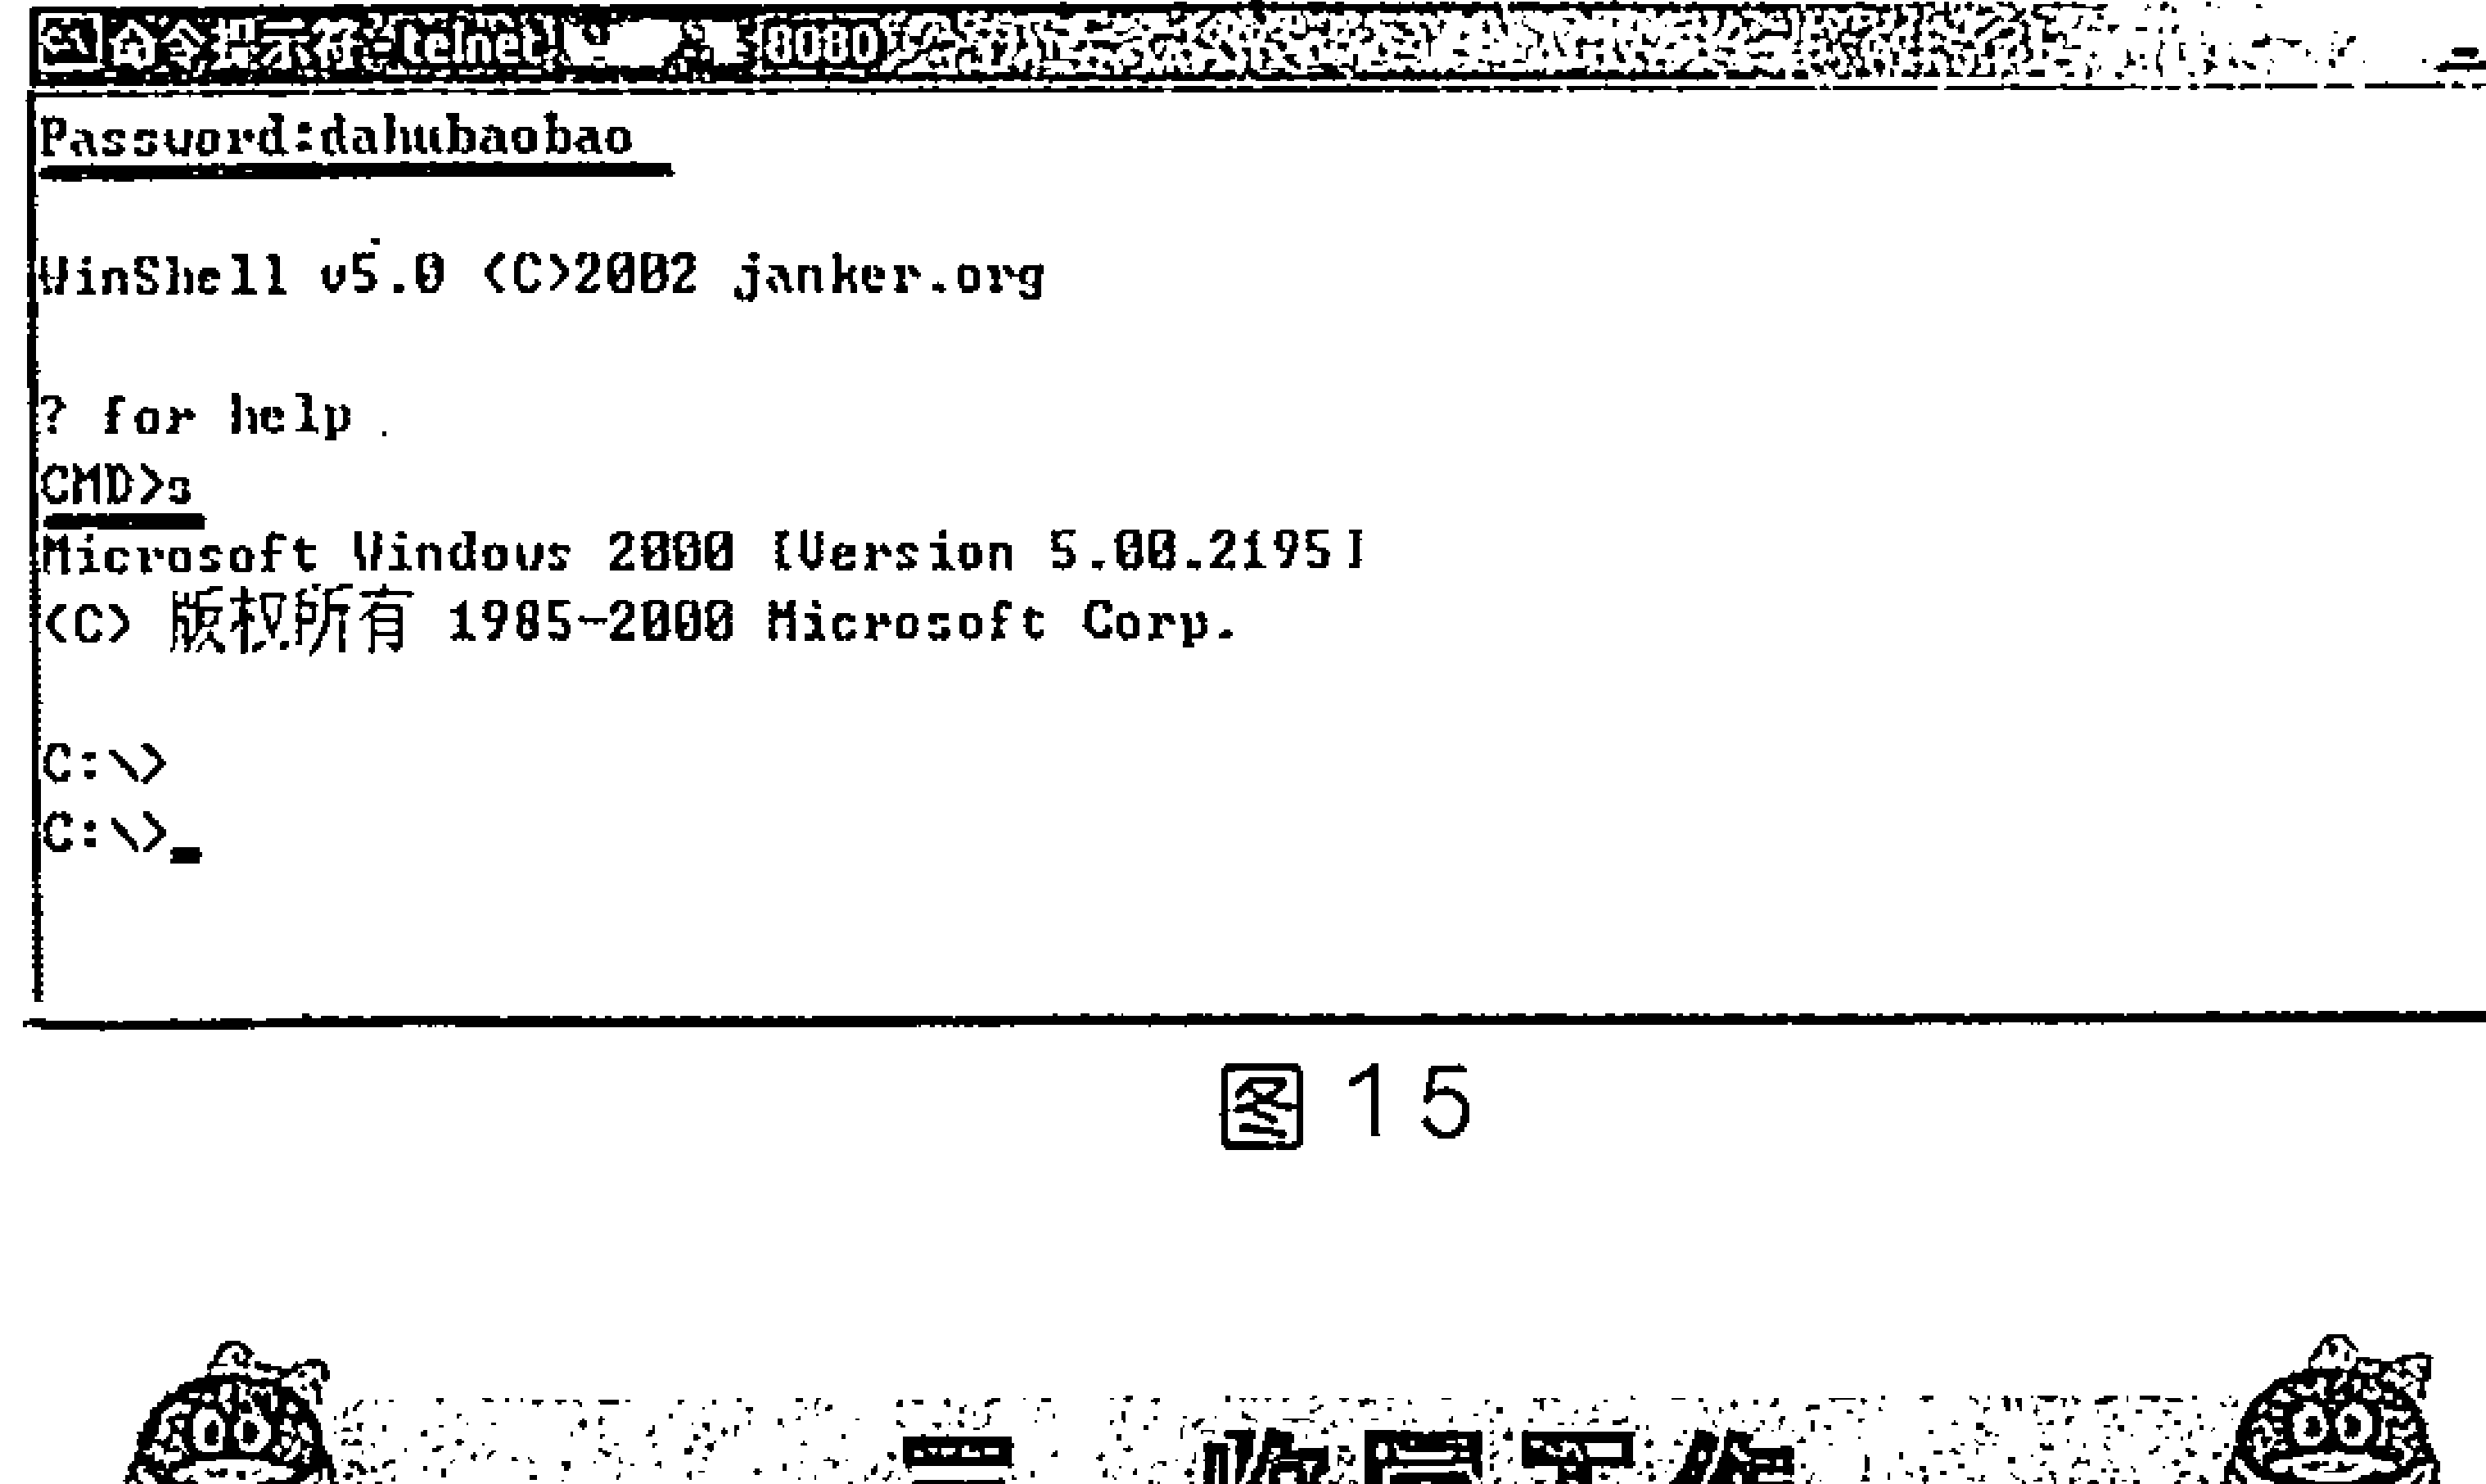 命令提示符-telnet 8080
Password:dahubaobao
WinShell v5.0 (C)2002 janker.org
? for help
CMD>s
Microsoft Windows 2000 [Version 5.00.2195]
(C) 版权所有 1985-2000 Microsoft Corp.
C:\>
C:\>_
图 15